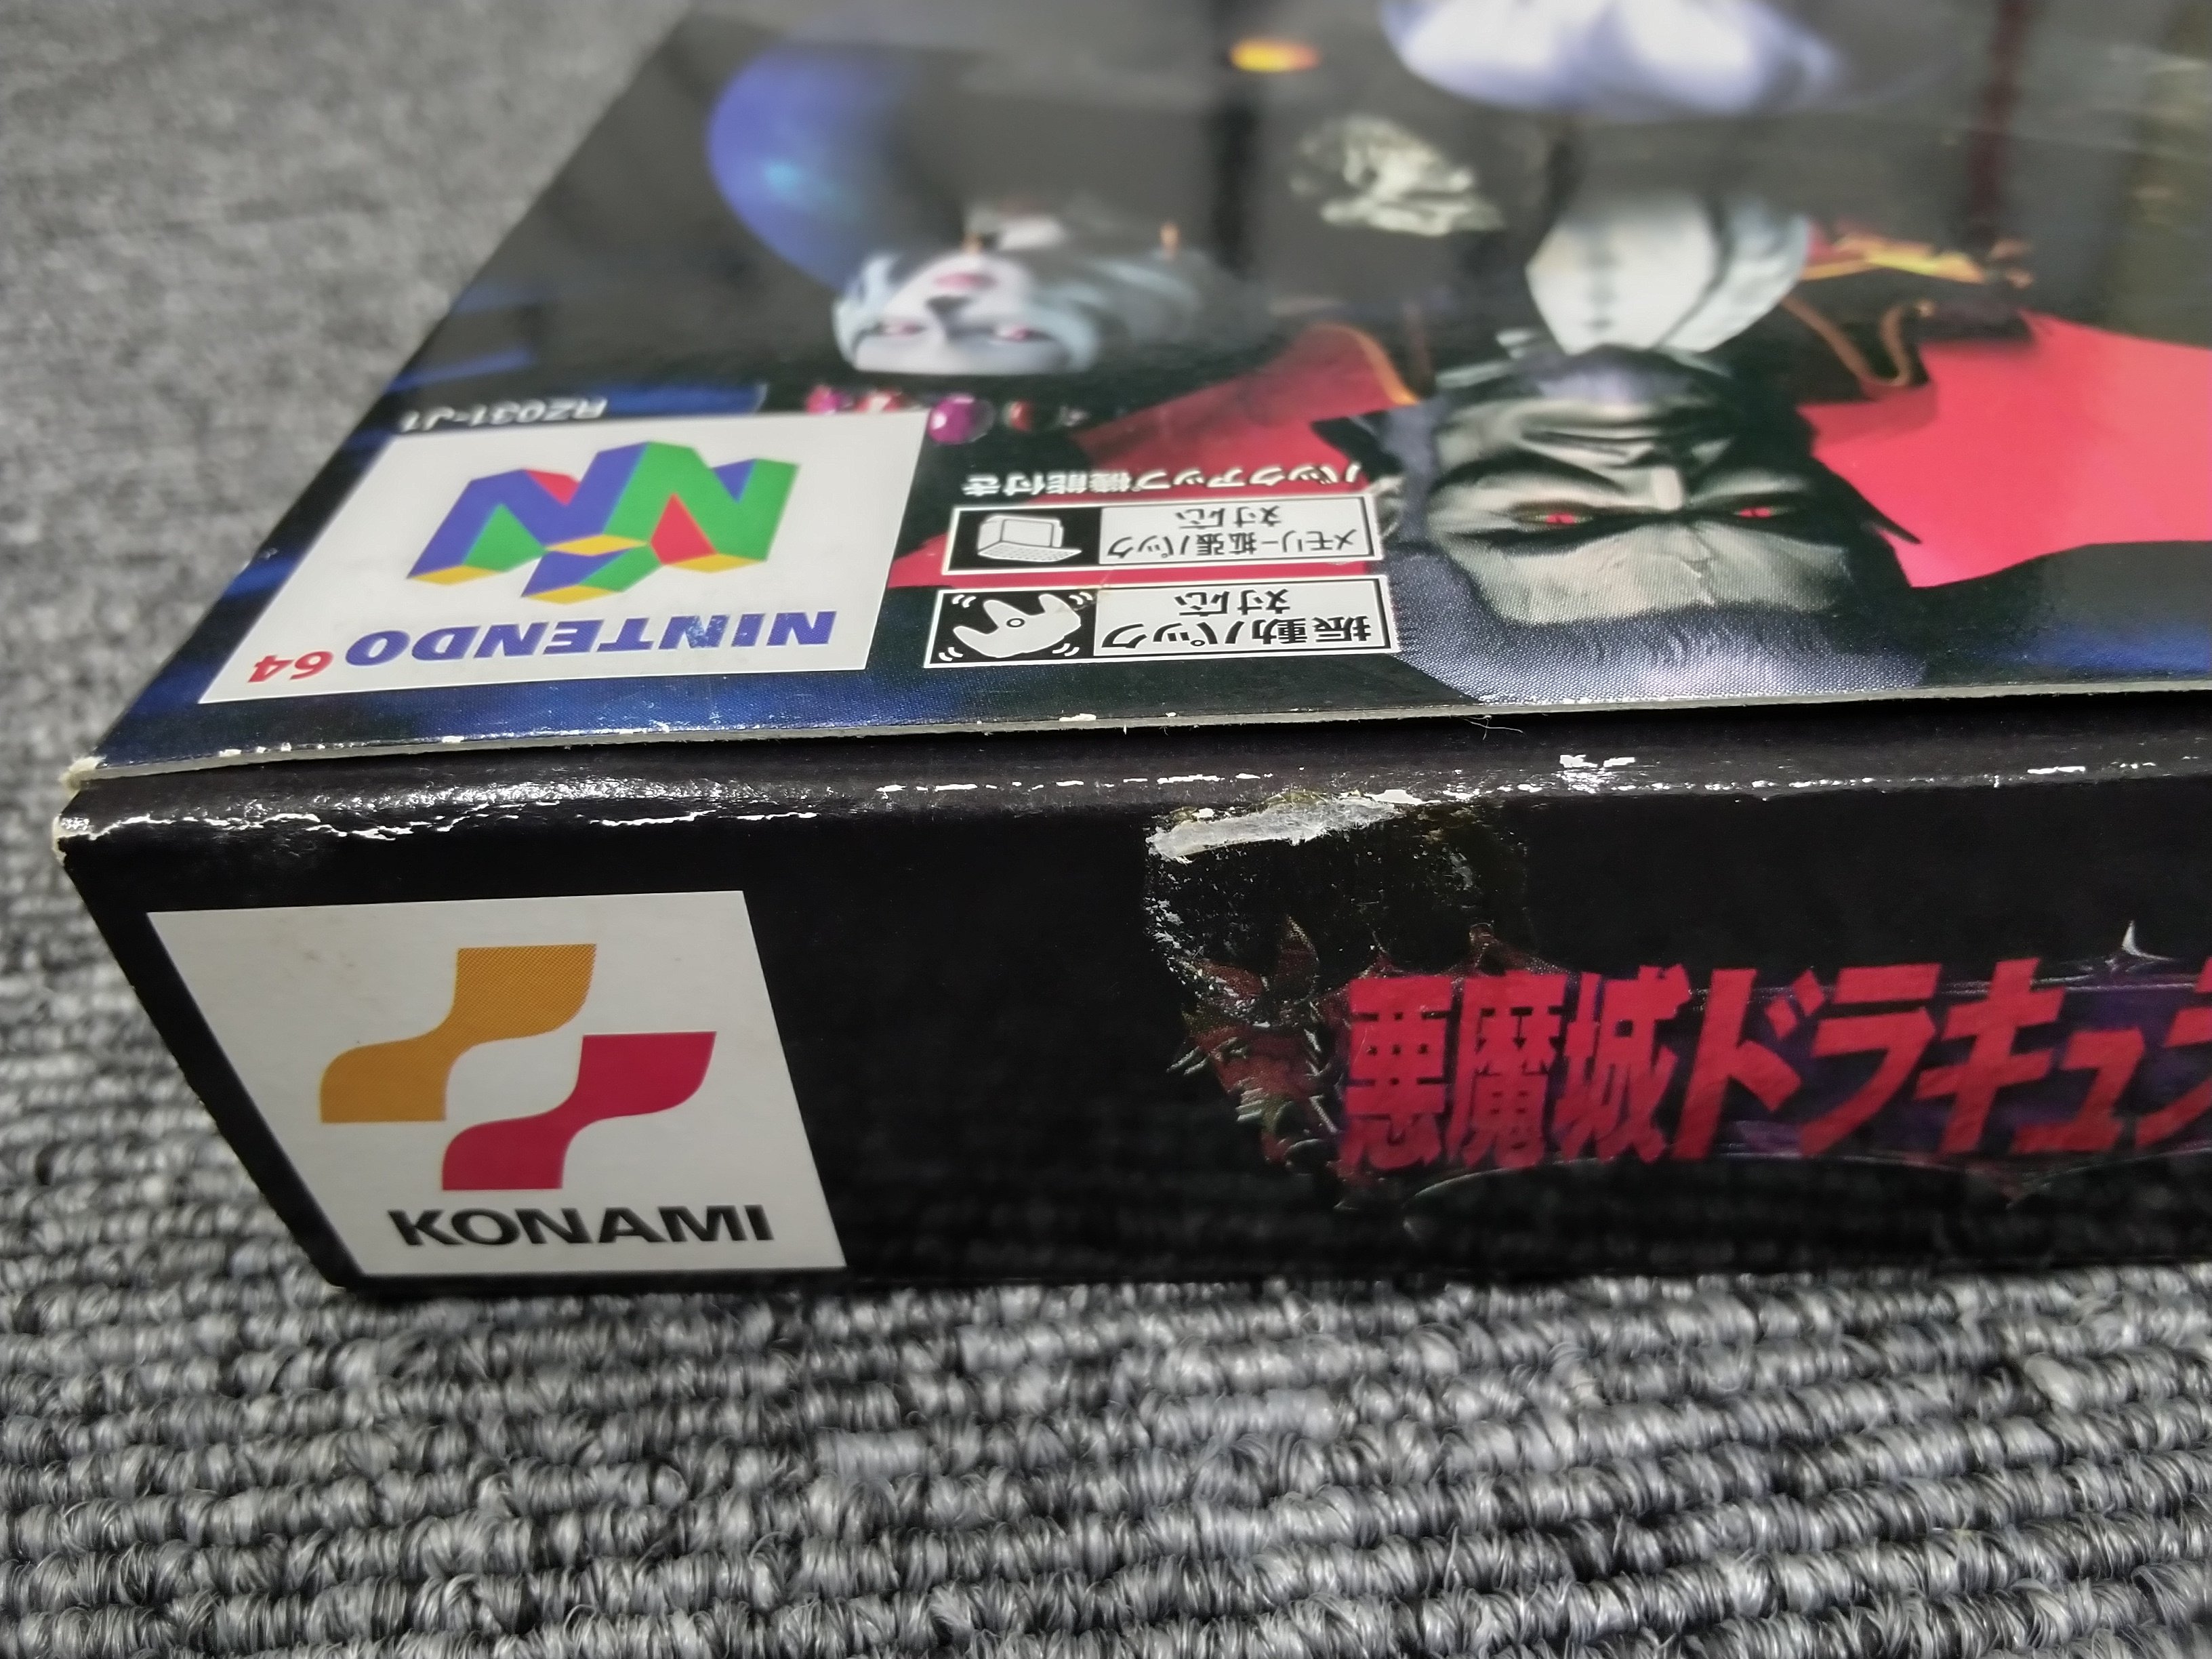 RZ031-J1
NINTENDO 64
バックアップ機能付き
メモリー拡張パック
対応
振動パック
対応
KONAMI
悪魔城ドラキュラ